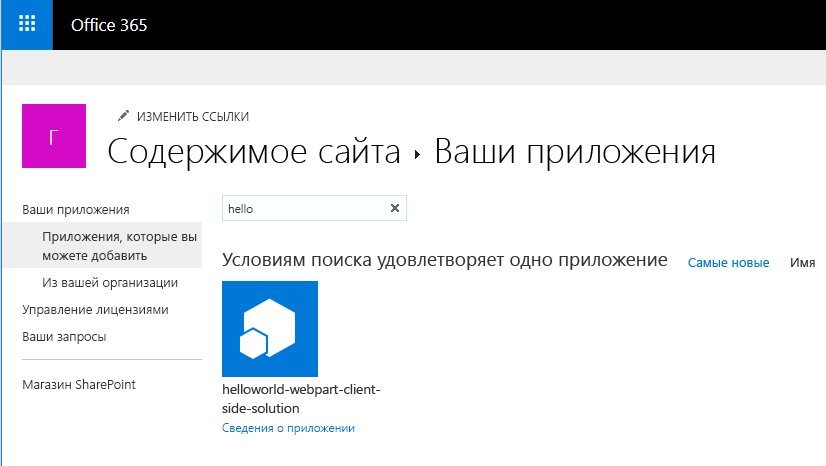 Office 365
ИЗМЕНИТЬ ССЫЛКИ
Г
Содержимое сайта ▸ Ваши приложения
Ваши приложения
Приложения, которые вы
можете добавить
Из вашей организации
Управление лицензиями
Ваши запросы
Магазин SharePoint
hello
Условиям поиска удовлетворяет одно приложение Самые новые Имя
helloworld-webpart-client-
side-solution
Сведения о приложении